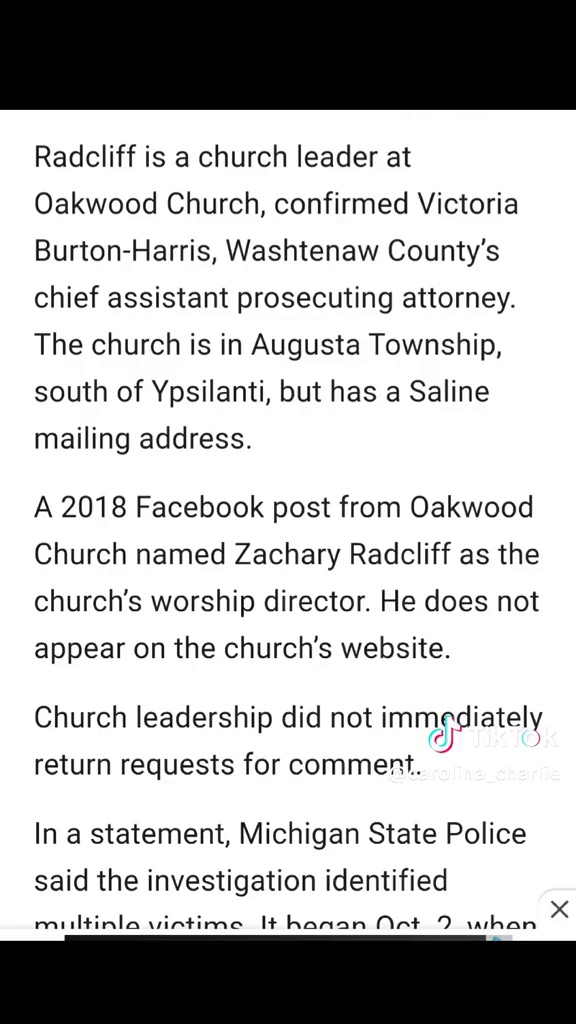 Radcliff is a church leader at
Oakwood Church, confirmed Victoria
Burton-Harris, Washtenaw County’s
chief assistant prosecuting attorney.
The church is in Augusta Township,
south of Ypsilanti, but has a Saline
mailing address.
A 2018 Facebook post from Oakwood
Church named Zachary Radcliff as the
church’s worship director. He does not
appear on the church’s website.
Church leadership did not immediately
TikTok
return requests for comment.
@carolina_charlie
In a statement, Michigan State Police
said the investigation identified
multiple victims. It began Oct. 2, when